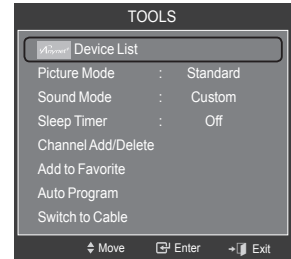 TOOLS
Device List
Picture Mode : Standard
Sound Mode : Custom
Sleep Timer : Off
Channel Add/Delete
Add to Favorite
Auto Program
Switch to Cable
Move Enter Exit